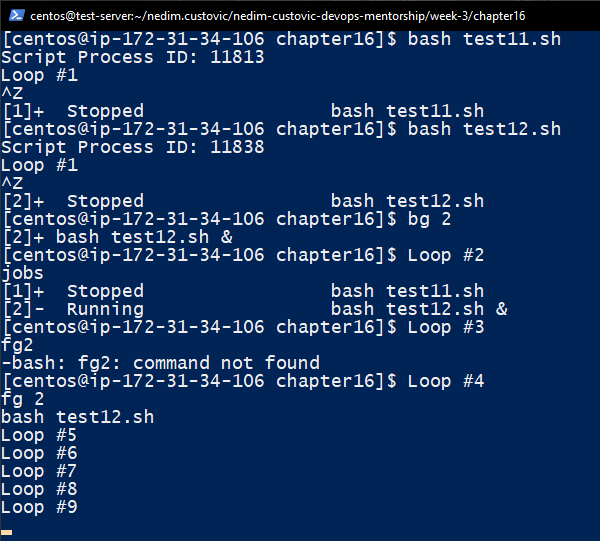 centos@test-server:~/nedim.custovic/nedim-custovic-devops-mentorship/week-3/chapter16
[centos@ip-172-31-34-106 chapter16]$ bash test11.sh
Script Process ID: 11813
Loop #1
^Z
[1]+  Stopped                 bash test11.sh
[centos@ip-172-31-34-106 chapter16]$ bash test12.sh
Script Process ID: 11838
Loop #1
^Z
[2]+  Stopped                 bash test12.sh
[centos@ip-172-31-34-106 chapter16]$ bg 2
[2]+ bash test12.sh &
[centos@ip-172-31-34-106 chapter16]$ Loop #2
jobs
[1]+  Stopped                 bash test11.sh
[2]-  Running                 bash test12.sh &
[centos@ip-172-31-34-106 chapter16]$ Loop #3
fg2
-bash: fg2: command not found
[centos@ip-172-31-34-106 chapter16]$ Loop #4
fg 2
bash test12.sh
Loop #5
Loop #6
Loop #7
Loop #8
Loop #9